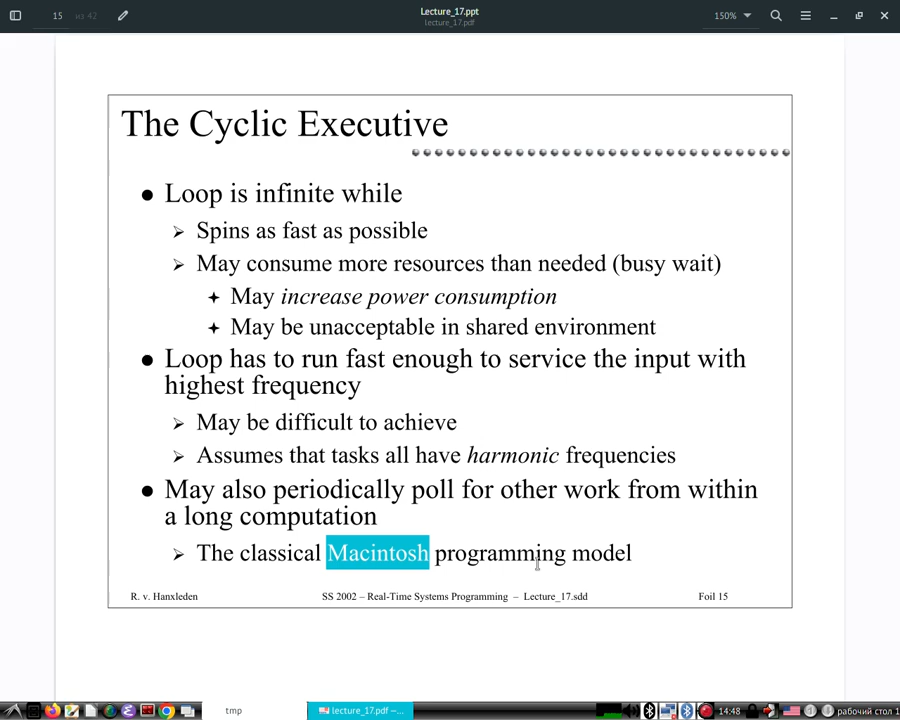 15 из 42
Lecture_17.ppt
lecture_17.pdf
150%
The Cyclic Executive
Loop is infinite while
Spins as fast as possible
May consume more resources than needed (busy wait)
May increase power consumption
May be unacceptable in shared environment
Loop has to run fast enough to service the input with
highest frequency
May be difficult to achieve
Assumes that tasks all have harmonic frequencies
May also periodically poll for other work from within
a long computation
The classical Macintosh programming model
R. v. Hanxleden
SS 2002 – Real-Time Systems Programming – Lecture_17.sdd
Foil 15
tmp
lecture_17.pdf —...
14:48
рабочий стол 1